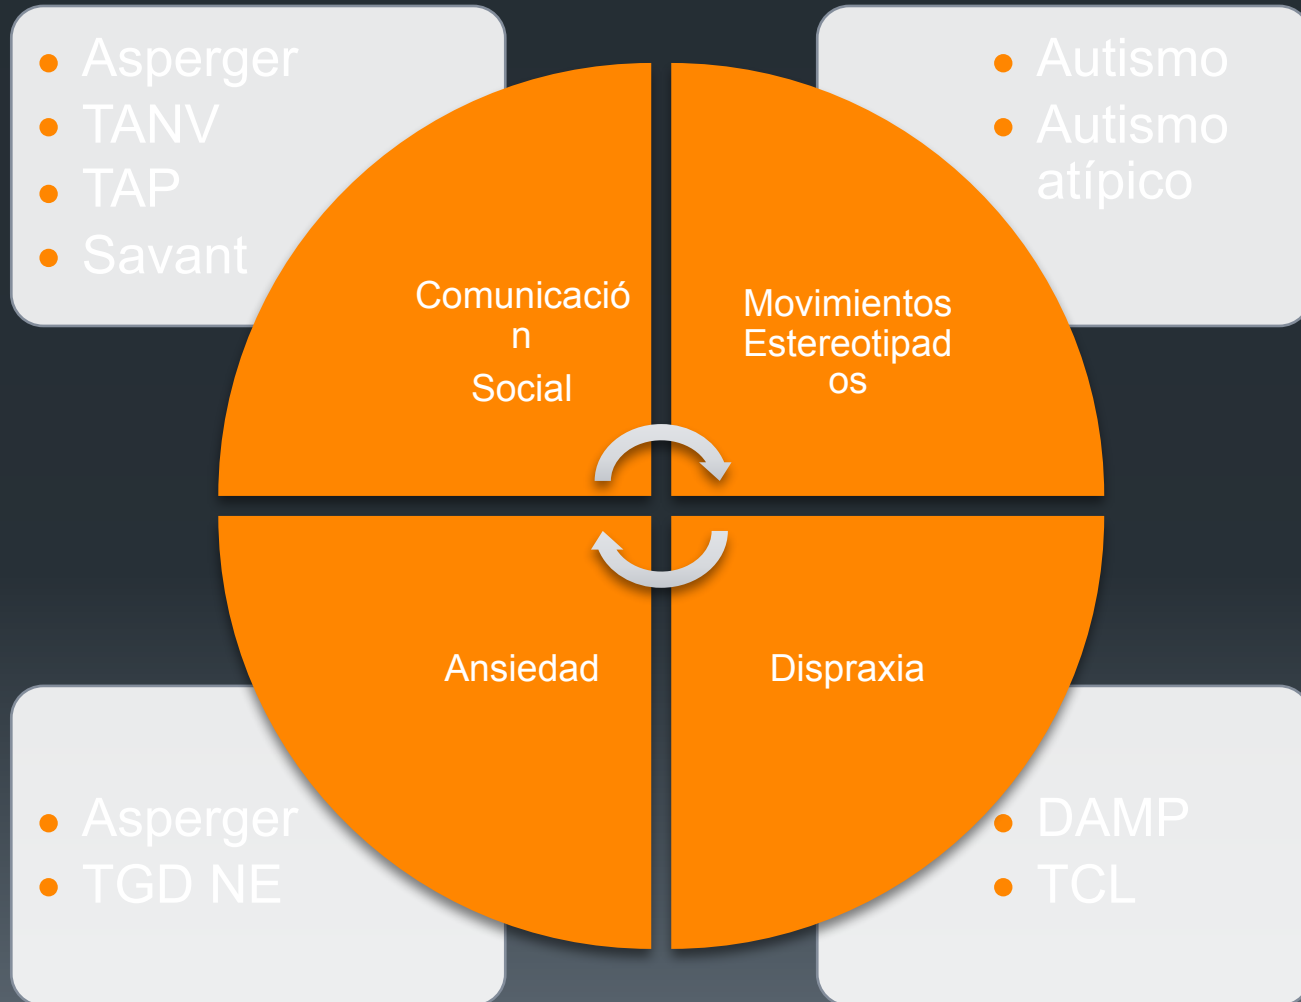 Asperger
TANV
TAP
Savant
Autismo
Autismo
atípico
Comunicació
n
Social
Movimientos
Estereotipad
os
Ansiedad
Dispraxia
Asperger
TGD NE
DAMP
TCL